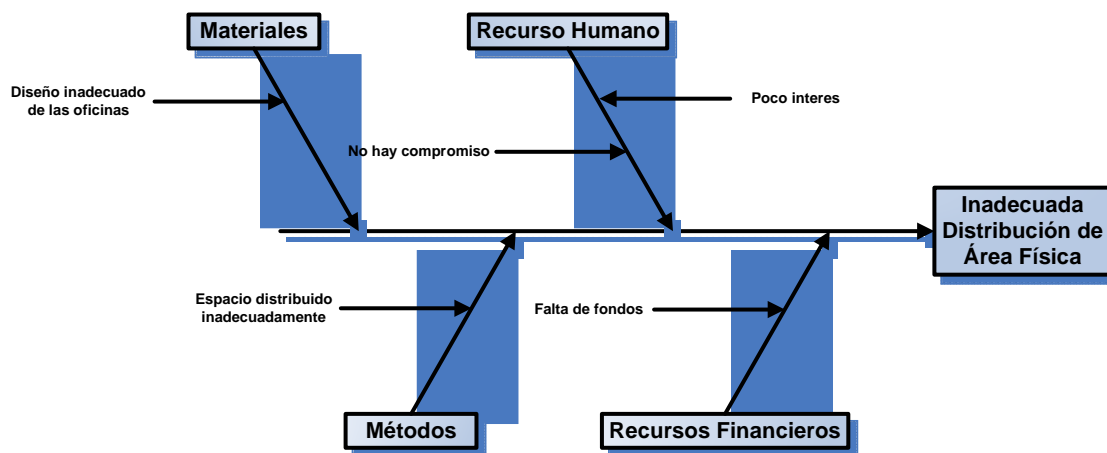 Materiales
Recurso Humano
Diseño inadecuado
de las oficinas
Poco interes
No hay compromiso
Inadecuada
Distribución de
Área Física
Espacio distribuido
inadecuadamente
Falta de fondos
Métodos
Recursos Financieros